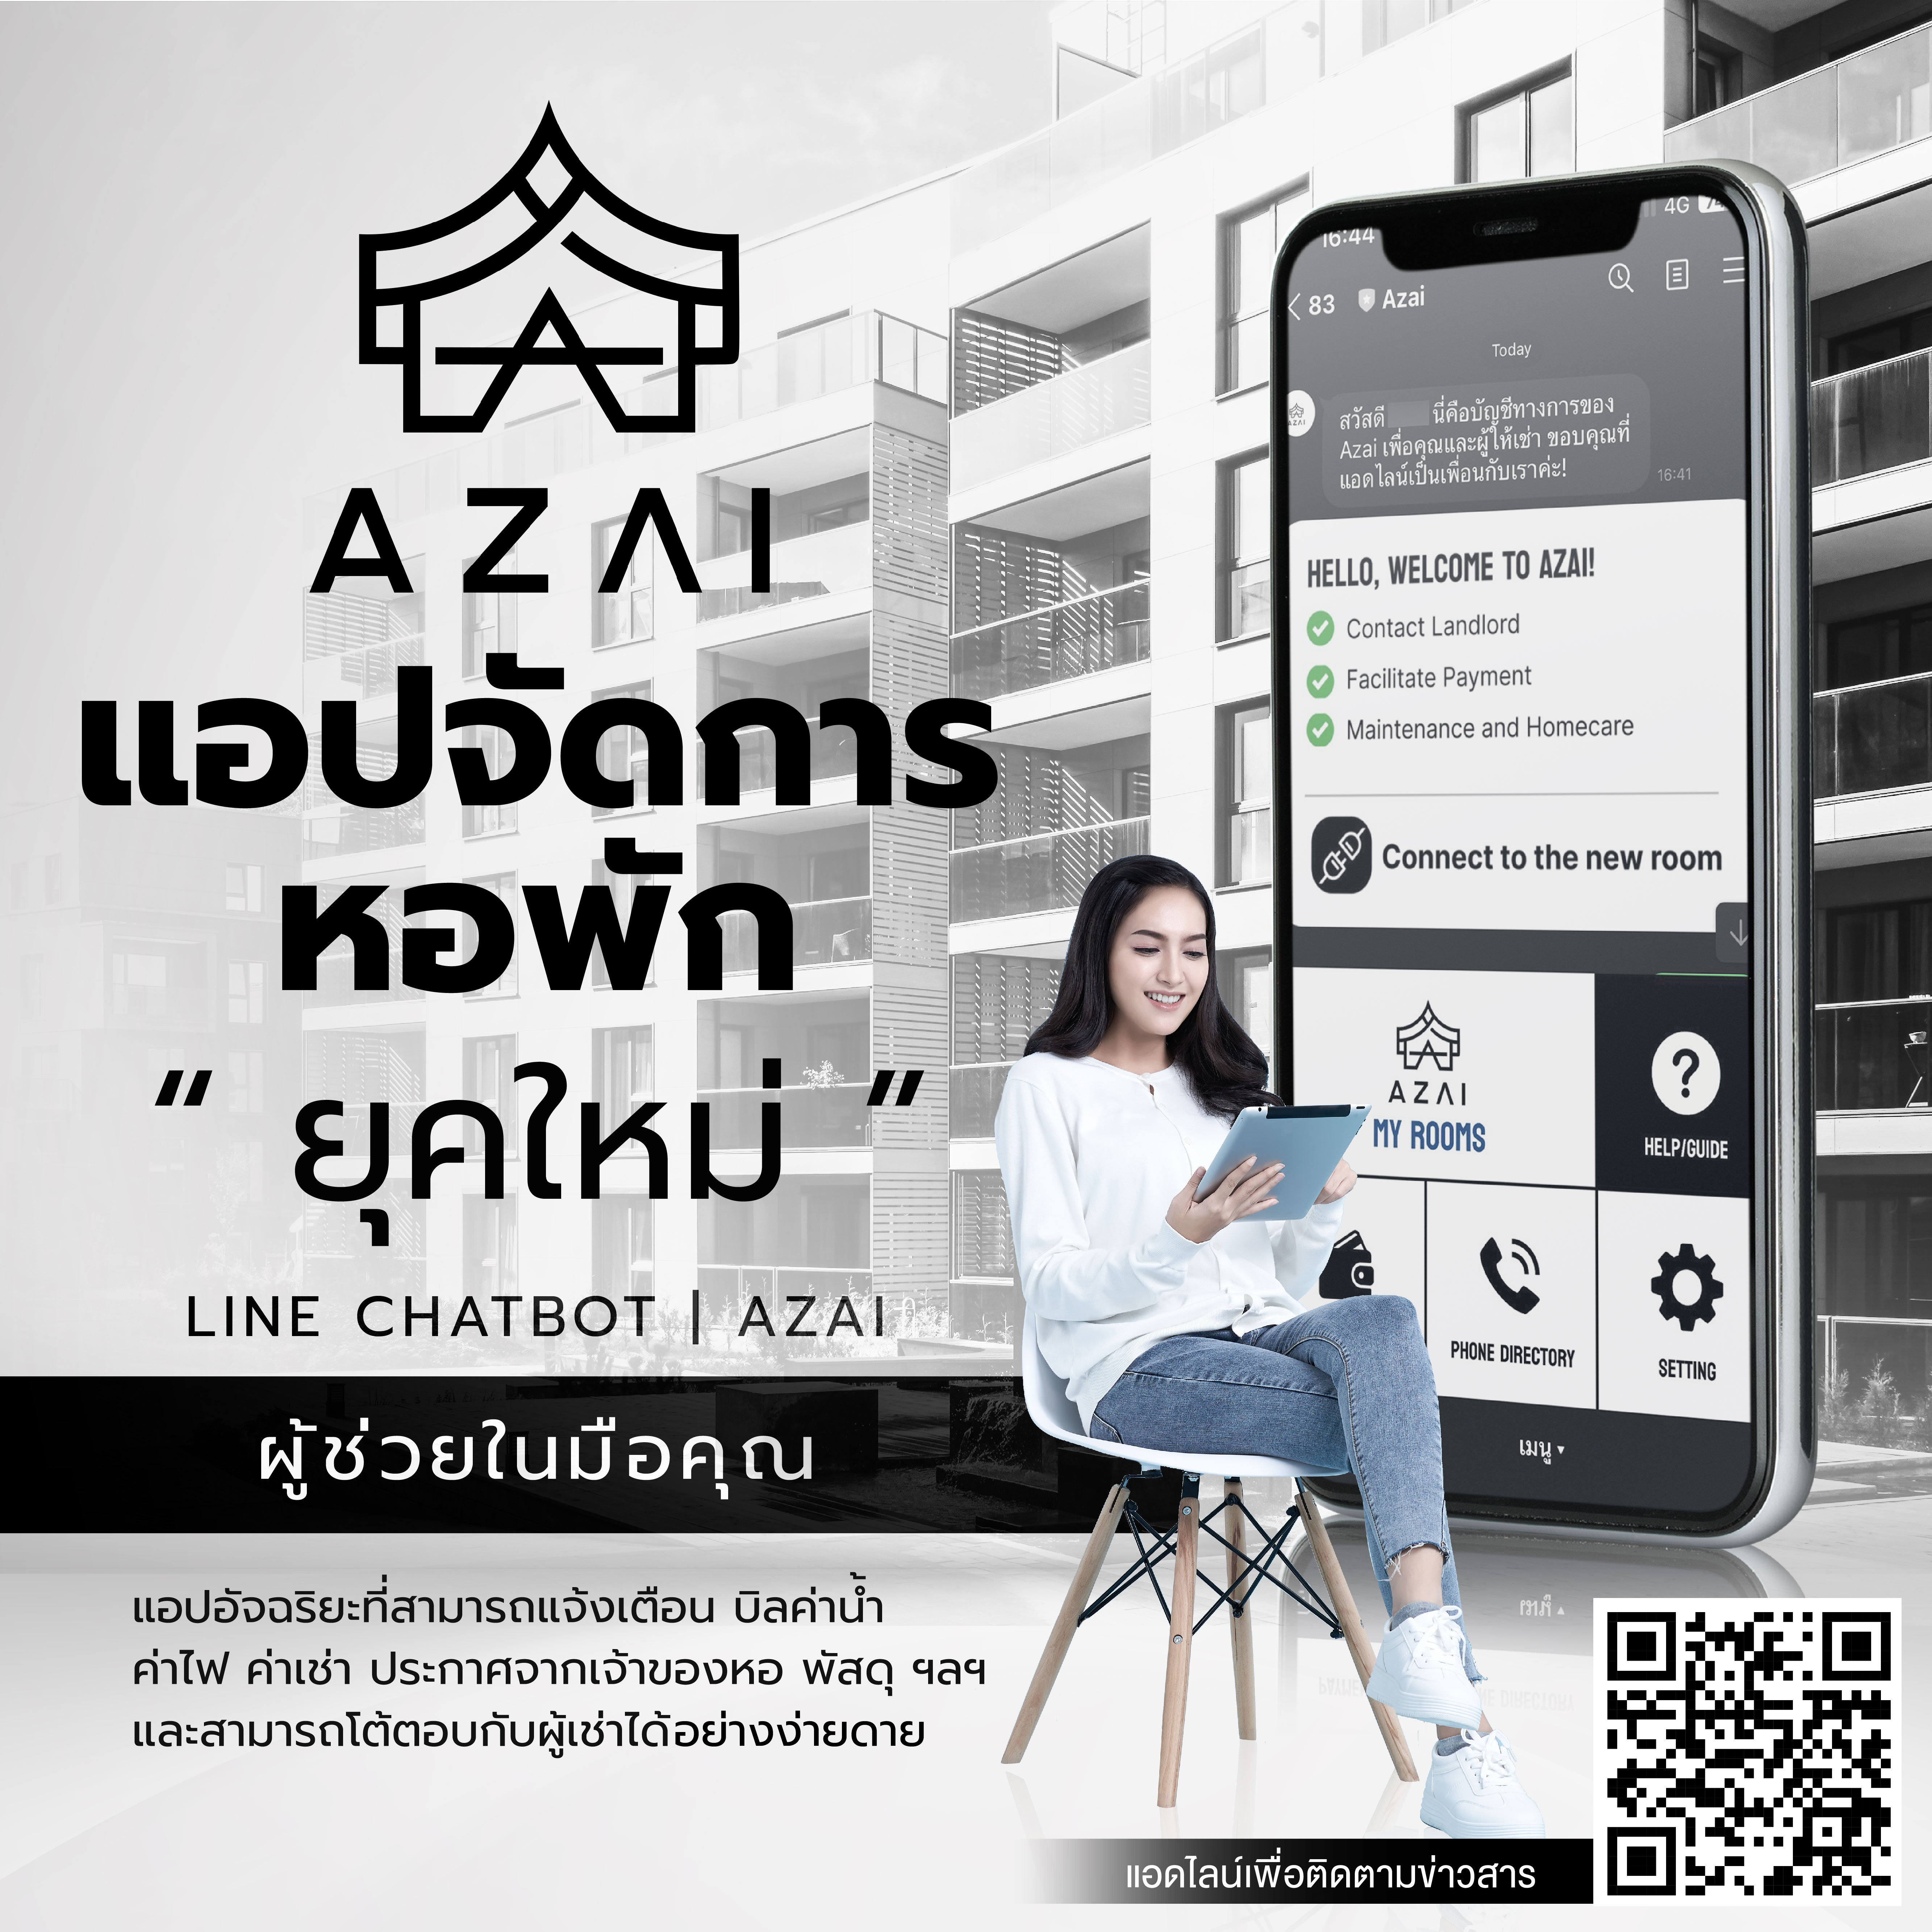 AZAI
แอปจัดการ
หอพัก
“ ยุคใหม่ ”
LINE CHATBOT | AZAI
ผู้ช่วยในมือคุณ
แอปอัจฉริยะที่สามารถแจ้งเตือน บิลค่าน้ำ
ค่าไฟ ค่าเช่า ประกาศจากเจ้าของหอ พัสดุ ฯลฯ
และสามารถโต้ตอบกับผู้เช่าได้อย่างง่ายดาย
16:44 4G
83 Azai
Today
AZAI
สวัสดี นี่คือบัญชีทางการของ
Azai เพื่อคุณและผู้ให้เช่า ขอบคุณที่
แอดไลน์เป็นเพื่อนกับเราค่ะ!
16:41
HELLO, WELCOME TO AZAI!
Contact Landlord
Facilitate Payment
Maintenance and Homecare
Connect to the new room
AZAI
MY ROOMS
HELP/GUIDE
PHONE DIRECTORY
SETTING
เมนู ▾
แอดไลน์เพื่อติดตามข่าวสาร